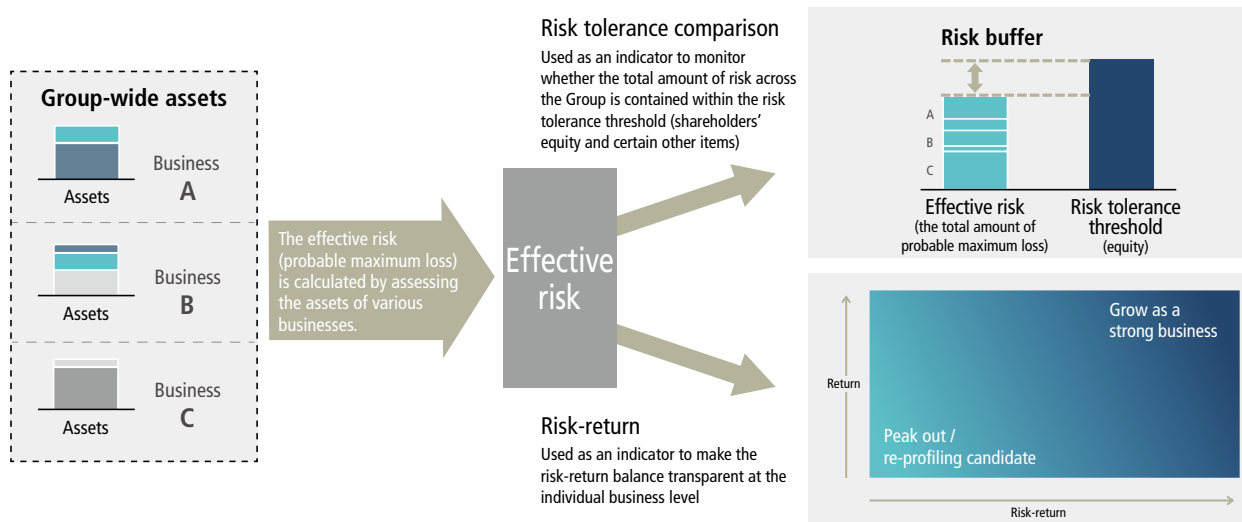 Group-wide assets
Assets
Business
A
Assets
Business
B
Assets
Business
C
The effective risk
(probable maximum loss)
is calculated by assessing
the assets of various
businesses.
Effective
risk
Risk tolerance comparison
Used as an indicator to monitor
whether the total amount of risk across
the Group is contained within the risk
tolerance threshold (shareholders’
equity and certain other items)
Risk-return
Used as an indicator to make the
risk-return balance transparent at the
individual business level
Risk buffer
A
B
C
Effective risk
(the total amount of
probable maximum loss)
Risk tolerance
threshold
(equity)
Return
Grow as a
strong business
Peak out /
re-profiling candidate
Risk-return